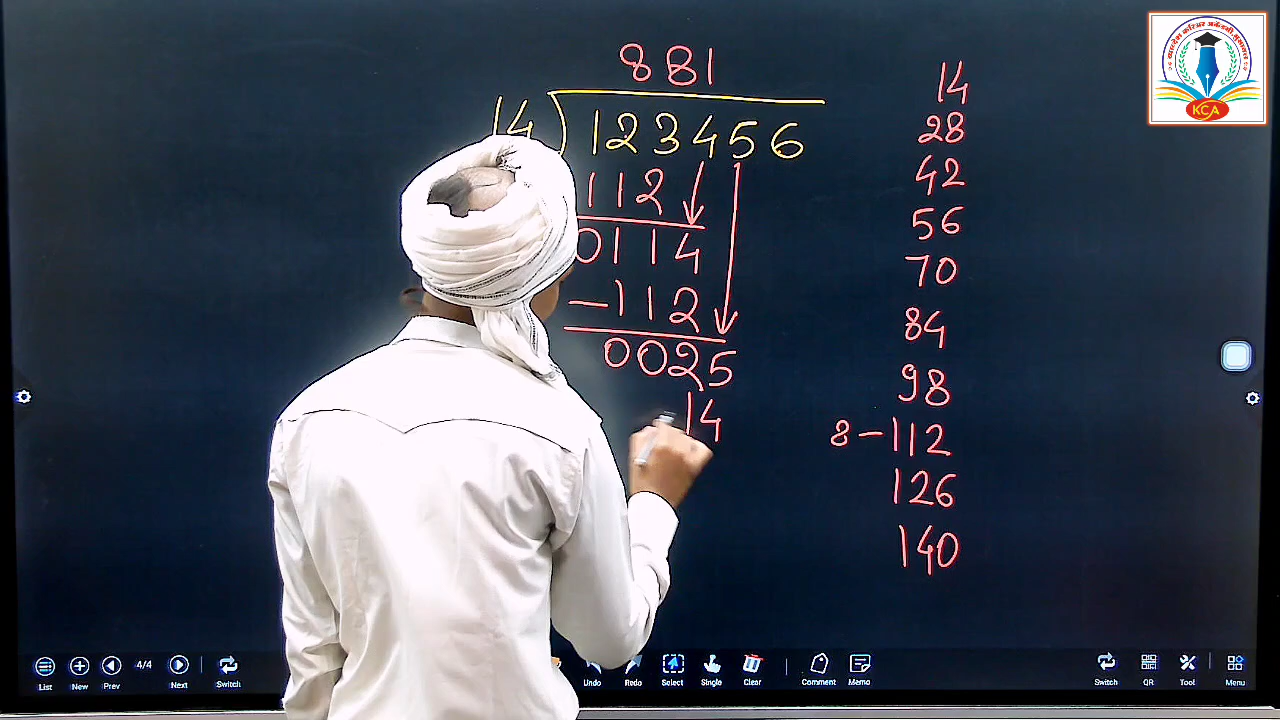 881
14)123456
112
0114
-112
0025
14
14
28
42
56
70
84
98
8-112
126
140
KCA
4/4
List
New
Prev
Next
Switch
Undo
Redo
Select
Single
Clear
Comment
Memo
Switch
QR
Tool
Menu